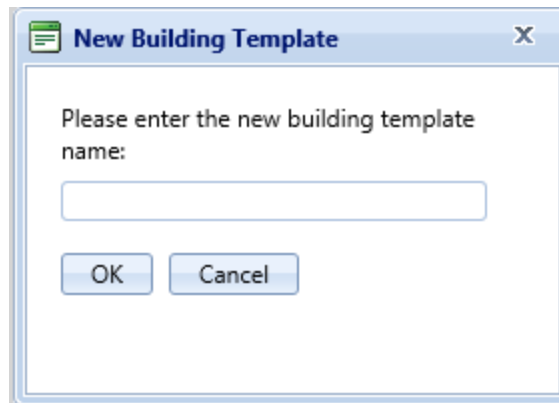 New Building Template
Please enter the new building template
name:
OK
Cancel